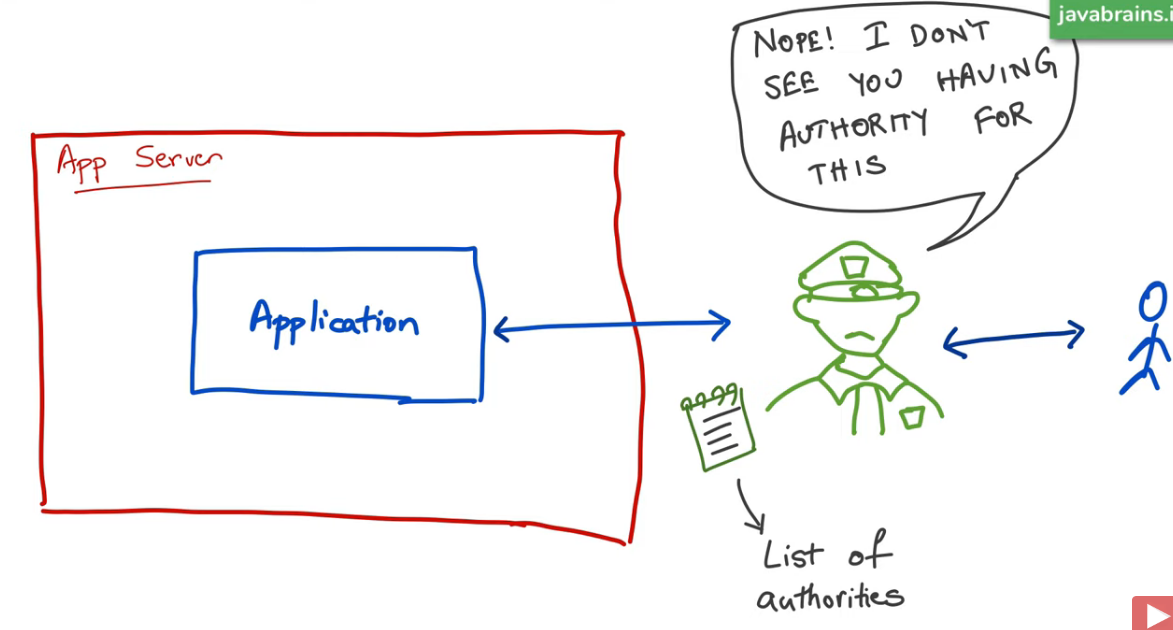 javabrains.i
NOPE! I DON'T
SEE YOU HAVING
AUTHORITY FOR
THIS
App Server
Application
List of
authorities